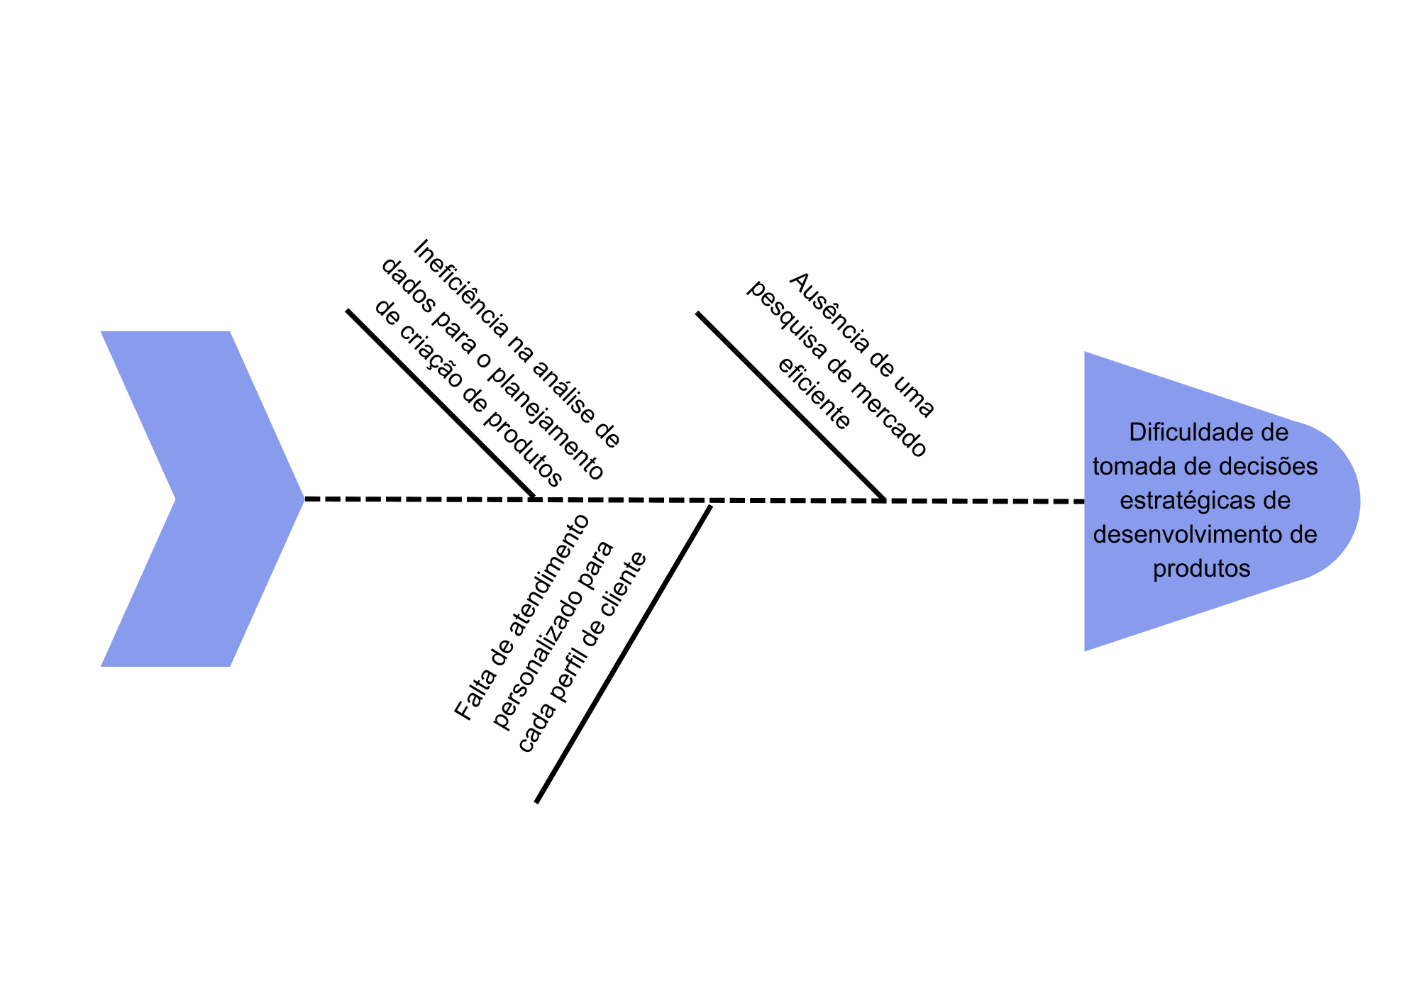 Ineficiência na análise de
dados para o planejamento
de criação de produtos
Ausência de uma
pesquisa de mercado
eficiente
Falta de atendimento
personalizado para
cada perfil de cliente
Dificuldade de
tomada de decisões
estratégicas de
desenvolvimento de
produtos